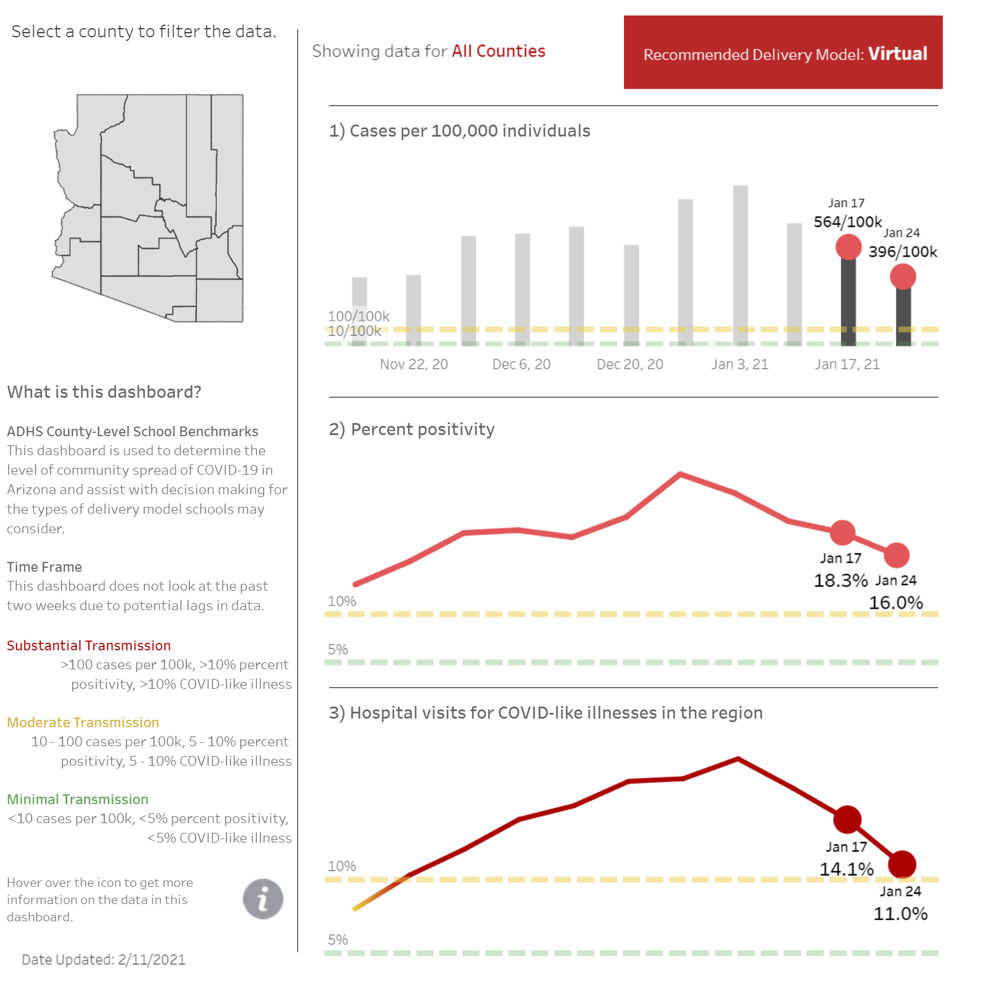 Select a county to filter the data.
What is this dashboard?
ADHS County-Level School Benchmarks
This dashboard is used to determine the
level of community spread of COVID-19 in
Arizona and assist with decision making for
the types of delivery model schools may
consider.
Time Frame
This dashboard does not look at the past
two weeks due to potential lags in data.
Substantial Transmission
>100 cases per 100k, >10% percent
positivity, >10% COVID-like illness
Moderate Transmission
10 - 100 cases per 100k, 5 - 10% percent
positivity, 5 - 10% COVID-like illness
Minimal Transmission
<10 cases per 100k, <5% percent positivity,
<5% COVID-like illness
Hover over the icon to get more
information on the data in this
dashboard.
i
Date Updated: 2/11/2021
Showing data for All Counties
Recommended Delivery Model: Virtual
1) Cases per 100,000 individuals
Jan 17
564/100k
Jan 24
396/100k
100/100k
10/100k
Nov 22, 20 Dec 6, 20 Dec 20, 20 Jan 3, 21 Jan 17, 21
2) Percent positivity
Jan 17
18.3%
Jan 24
16.0%
10%
5%
3) Hospital visits for COVID-like illnesses in the region
Jan 17
14.1%
10%
Jan 24
11.0%
5%